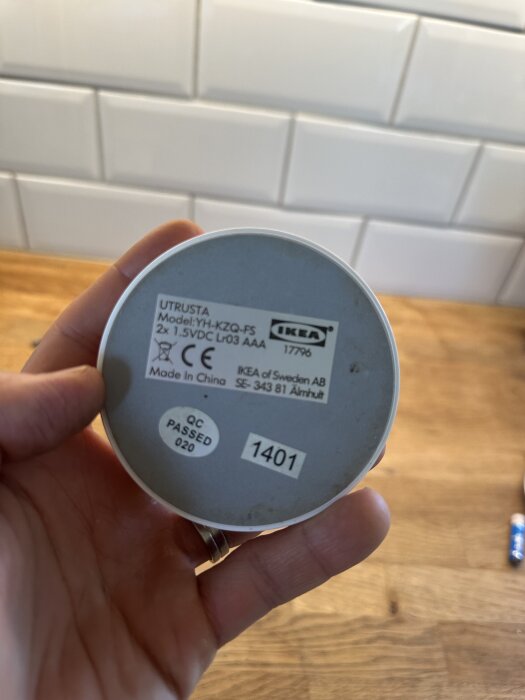 UTRUSTA
Model:YH-KZQ-FS
2x 1.5VDC Lr03 AAA
IKEA
17796
CE
Made In China
IKEA of Sweden AB
SE- 343 81 Älmhult
QC
PASSED
020
1401